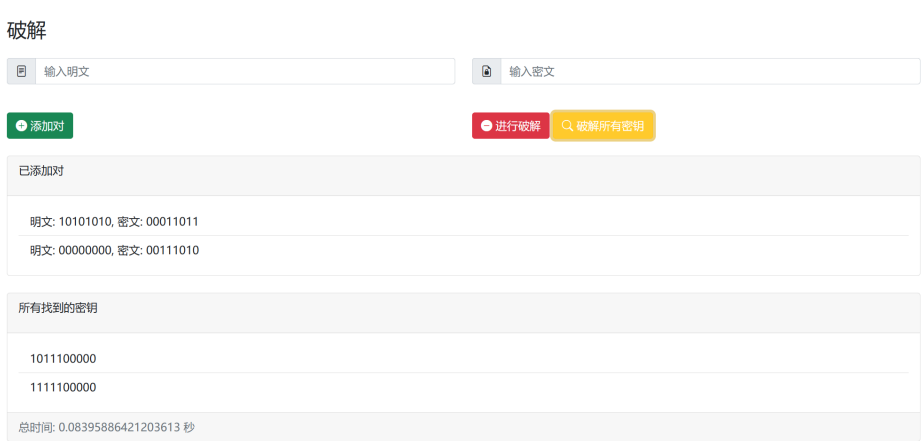 破解
输入明文 输入密文
添加对 进行破解 破解所有密钥
已添加对
明文: 10101010, 密文: 00011011
明文: 00000000, 密文: 00111010
所有找到的密钥
1011100000
1111100000
总时间: 0.08395886421203613 秒